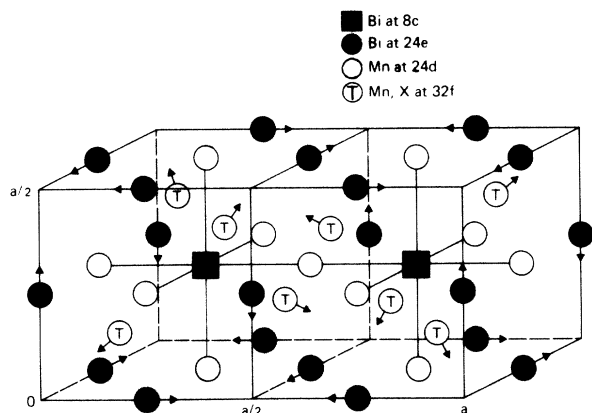 Bi at 8c
Bi at 24e
Mn at 24d
T Mn, X at 32f
a/2
T
T
T
T
T
T
T
T
0
a/2
a